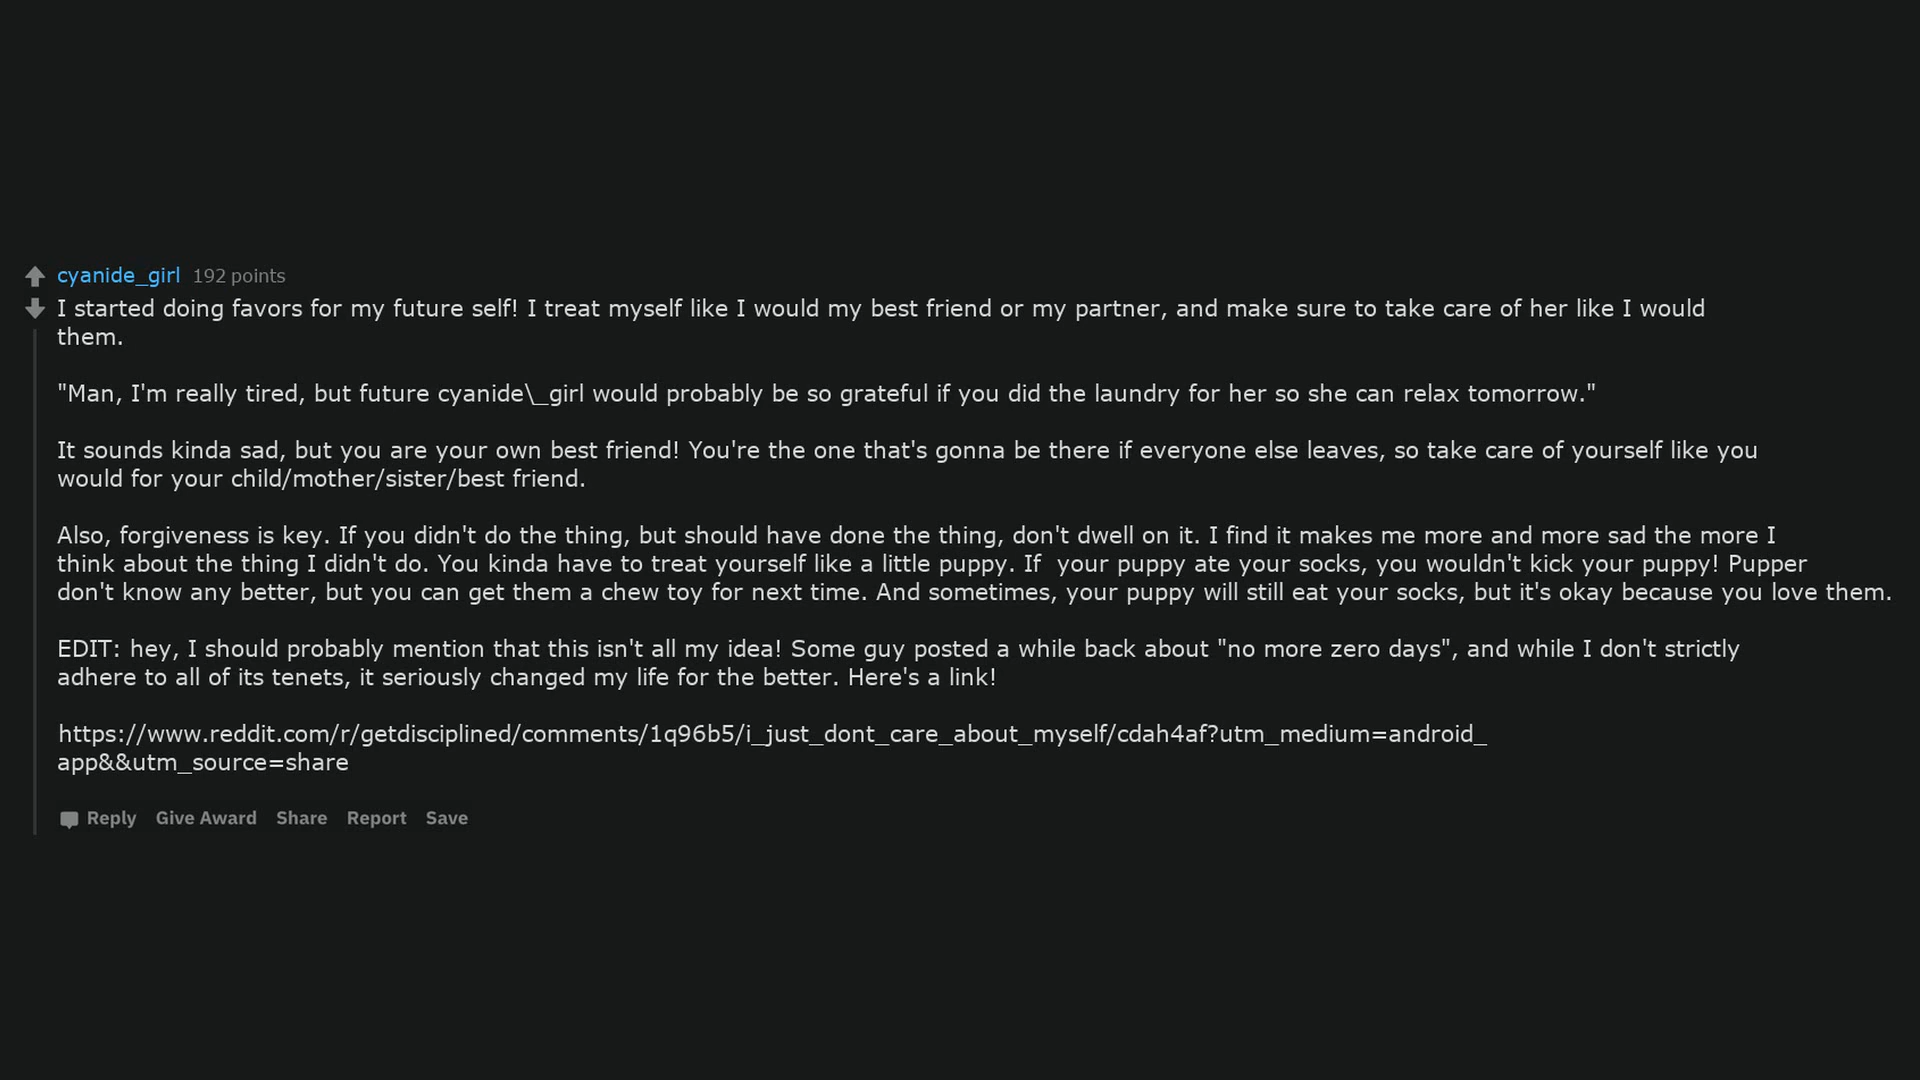 cyanide_girl 192 points
I started doing favors for my future self! I treat myself like I would my best friend or my partner, and make sure to take care of her like I would
them.
"Man, I'm really tired, but future cyanide\_girl would probably be so grateful if you did the laundry for her so she can relax tomorrow."
It sounds kinda sad, but you are your own best friend! You're the one that's gonna be there if everyone else leaves, so take care of yourself like you
would for your child/mother/sister/best friend.
Also, forgiveness is key. If you didn't do the thing, but should have done the thing, don't dwell on it. I find it makes me more and more sad the more I
think about the thing I didn't do. You kinda have to treat yourself like a little puppy. If  your puppy ate your socks, you wouldn't kick your puppy! Pupper
don't know any better, but you can get them a chew toy for next time. And sometimes, your puppy will still eat your socks, but it's okay because you love them.
EDIT: hey, I should probably mention that this isn't all my idea! Some guy posted a while back about "no more zero days", and while I don't strictly
adhere to all of its tenets, it seriously changed my life for the better. Here's a link!
https://www.reddit.com/r/getdisciplined/comments/1q96b5/i_just_dont_care_about_myself/cdah4af?utm_medium=android_
app&&utm_source=share
Reply Give Award Share Report Save